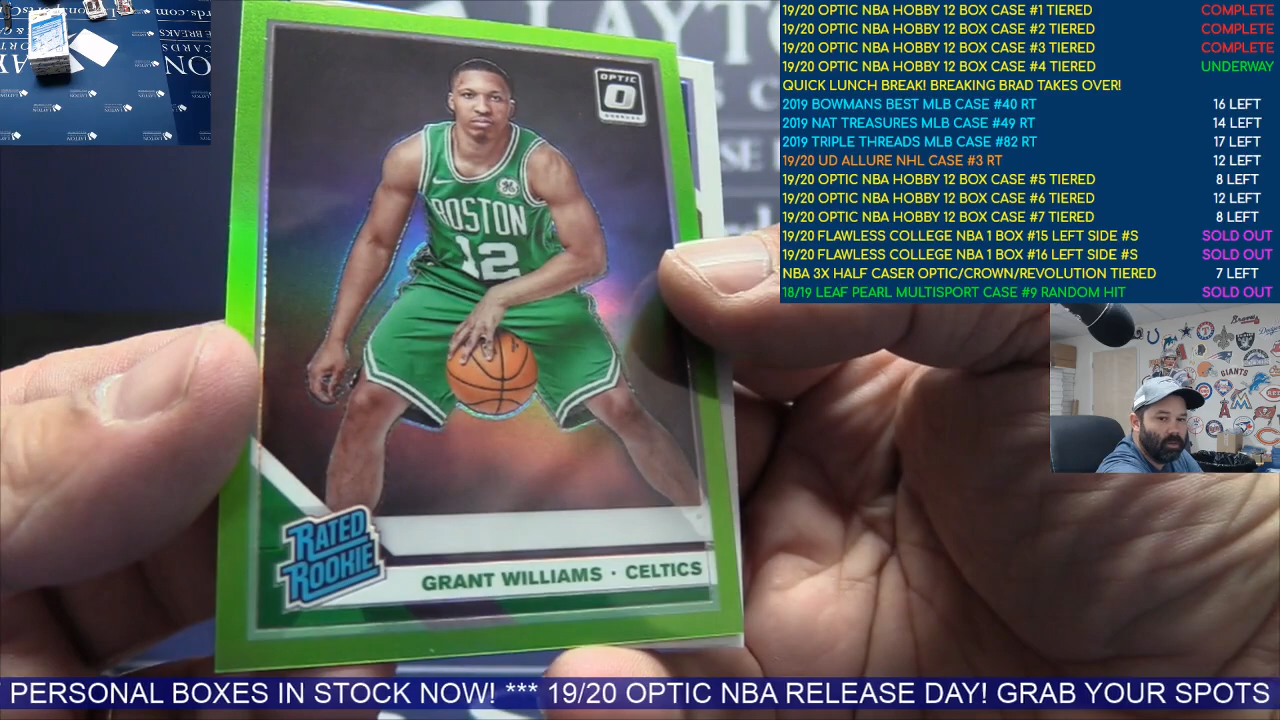 19/20 OPTIC NBA HOBBY 12 BOX CASE #1 TIERED COMPLETE
19/20 OPTIC NBA HOBBY 12 BOX CASE #2 TIERED COMPLETE
19/20 OPTIC NBA HOBBY 12 BOX CASE #3 TIERED COMPLETE
19/20 OPTIC NBA HOBBY 12 BOX CASE #4 TIERED UNDERWAY
QUICK LUNCH BREAK! BREAKING BRAD TAKES OVER!
2019 BOWMANS BEST MLB CASE #40 RT 16 LEFT
2019 NAT TREASURES MLB CASE #49 RT 14 LEFT
2019 TRIPLE THREADS MLB CASE #82 RT 17 LEFT
19/20 UD ALLURE NHL CASE #3 RT 12 LEFT
19/20 OPTIC NBA HOBBY 12 BOX CASE #5 TIERED 8 LEFT
19/20 OPTIC NBA HOBBY 12 BOX CASE #6 TIERED 12 LEFT
19/20 OPTIC NBA HOBBY 12 BOX CASE #7 TIERED 8 LEFT
19/20 FLAWLESS COLLEGE NBA 1 BOX #15 LEFT SIDE #S SOLD OUT
19/20 FLAWLESS COLLEGE NBA 1 BOX #16 LEFT SIDE #S SOLD OUT
NBA 3X HALF CASER OPTIC/CROWN/REVOLUTION TIERED 7 LEFT
18/19 LEAF PEARL MULTISPORT CASE #9 RANDOM HIT SOLD OUT
OPTIC
BOSTON
12
RATED
ROOKIE
GRANT WILLIAMS · CELTICS
GIANTS
Braves
PERSONAL BOXES IN STOCK NOW! *** 19/20 OPTIC NBA RELEASE DAY! GRAB YOUR SPOTS